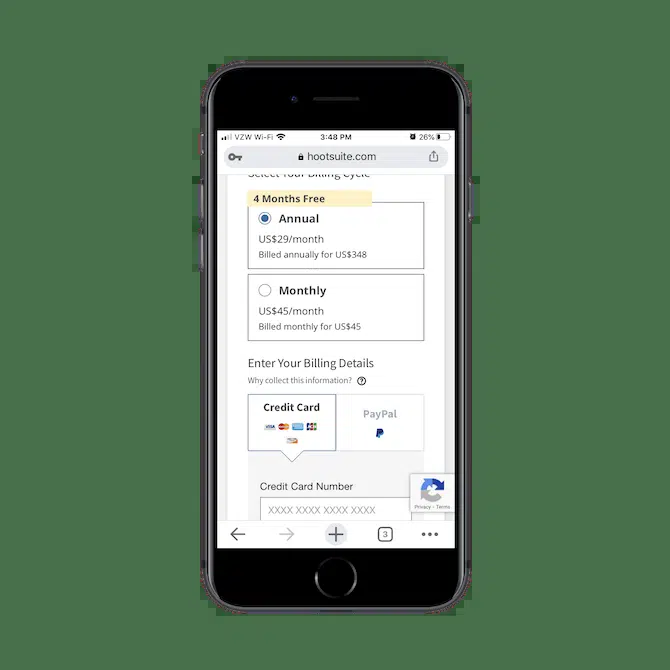 VZW Wi-Fi 3:48 PM 26%
hootsuite.com
Select Your Billing Cycle
4 Months Free
Annual
US$29/month
Billed annually for US$348
Monthly
US$45/month
Billed monthly for US$45
Enter Your Billing Details
Why collect this information? ?
Credit Card PayPal
VISA
Credit Card Number
XXXX XXXX XXXX XXXX
Privacy - Terms
3